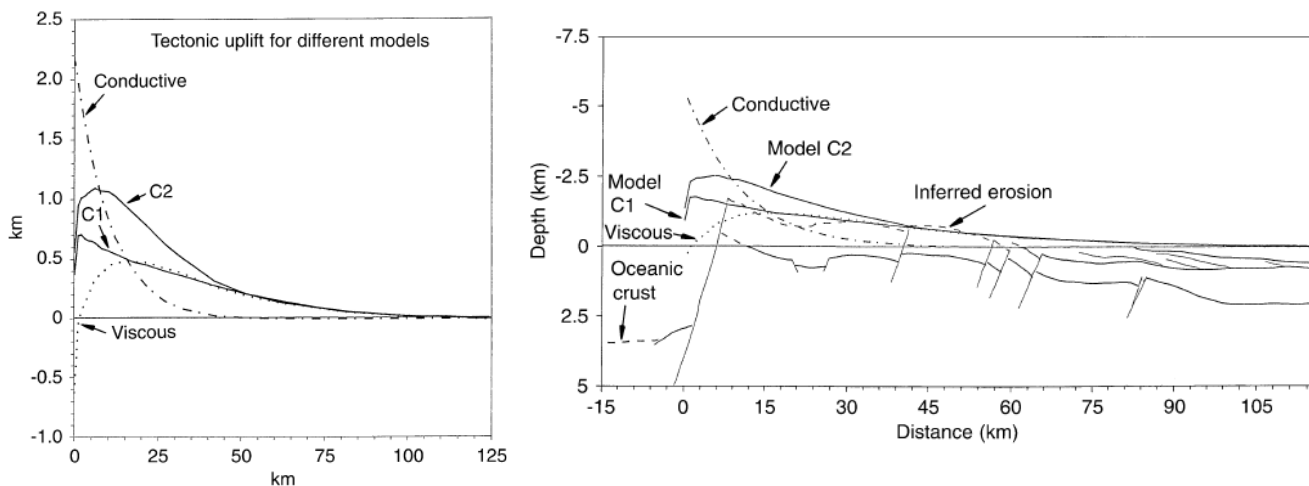 Tectonic uplift for different models
2.5
2.0
1.5
1.0
0.5
0
-0.5
-1.0
km
Conductive
C2
C1
Viscous
0
25
50
75
100
125
km
-7.5
-5
-2.5
0
2.5
5
Depth (km)
Conductive
Model C2
Model
C1
Viscous
Inferred erosion
Oceanic
crust
-15
0
15
30
45
60
75
90
105
Distance (km)